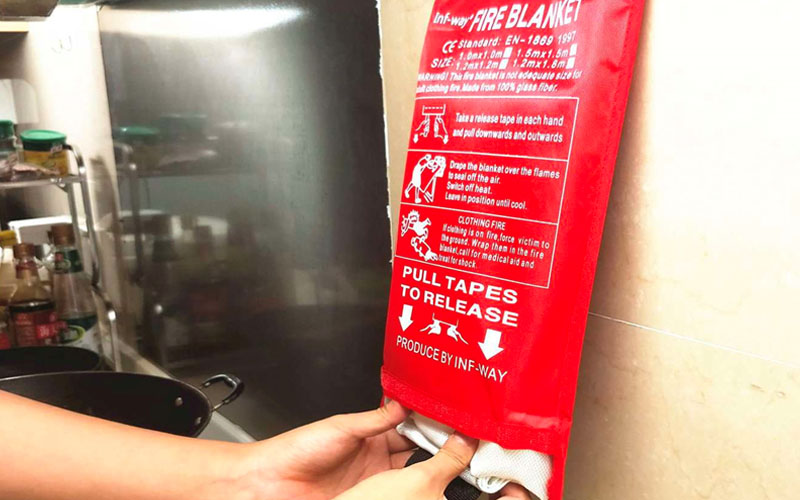 Inf-way® FIRE BLANKET
CE Standard: EN-1869 1997
SIZE: 1.0mx1.0m 1.5mx1.5m
1.2mx1.2m 1.2mx1.8m
WARNING! This fire blanket is not adequate size for
adult clothing fire. Made from 100% glass fiber.
Take a release tape in each hand
and pull downwards and outwards
Drape the blanket over the flames
to seal off the air.
Switch off heat.
Leave in position until cool.
CLOTHING FIRE
If clothing is on fire,force victim to
the ground. Wrap them in the fire
blanket,call for medical aid and
treat for shock.
PULL TAPES
TO RELEASE
PRODUCE BY INF-WAY